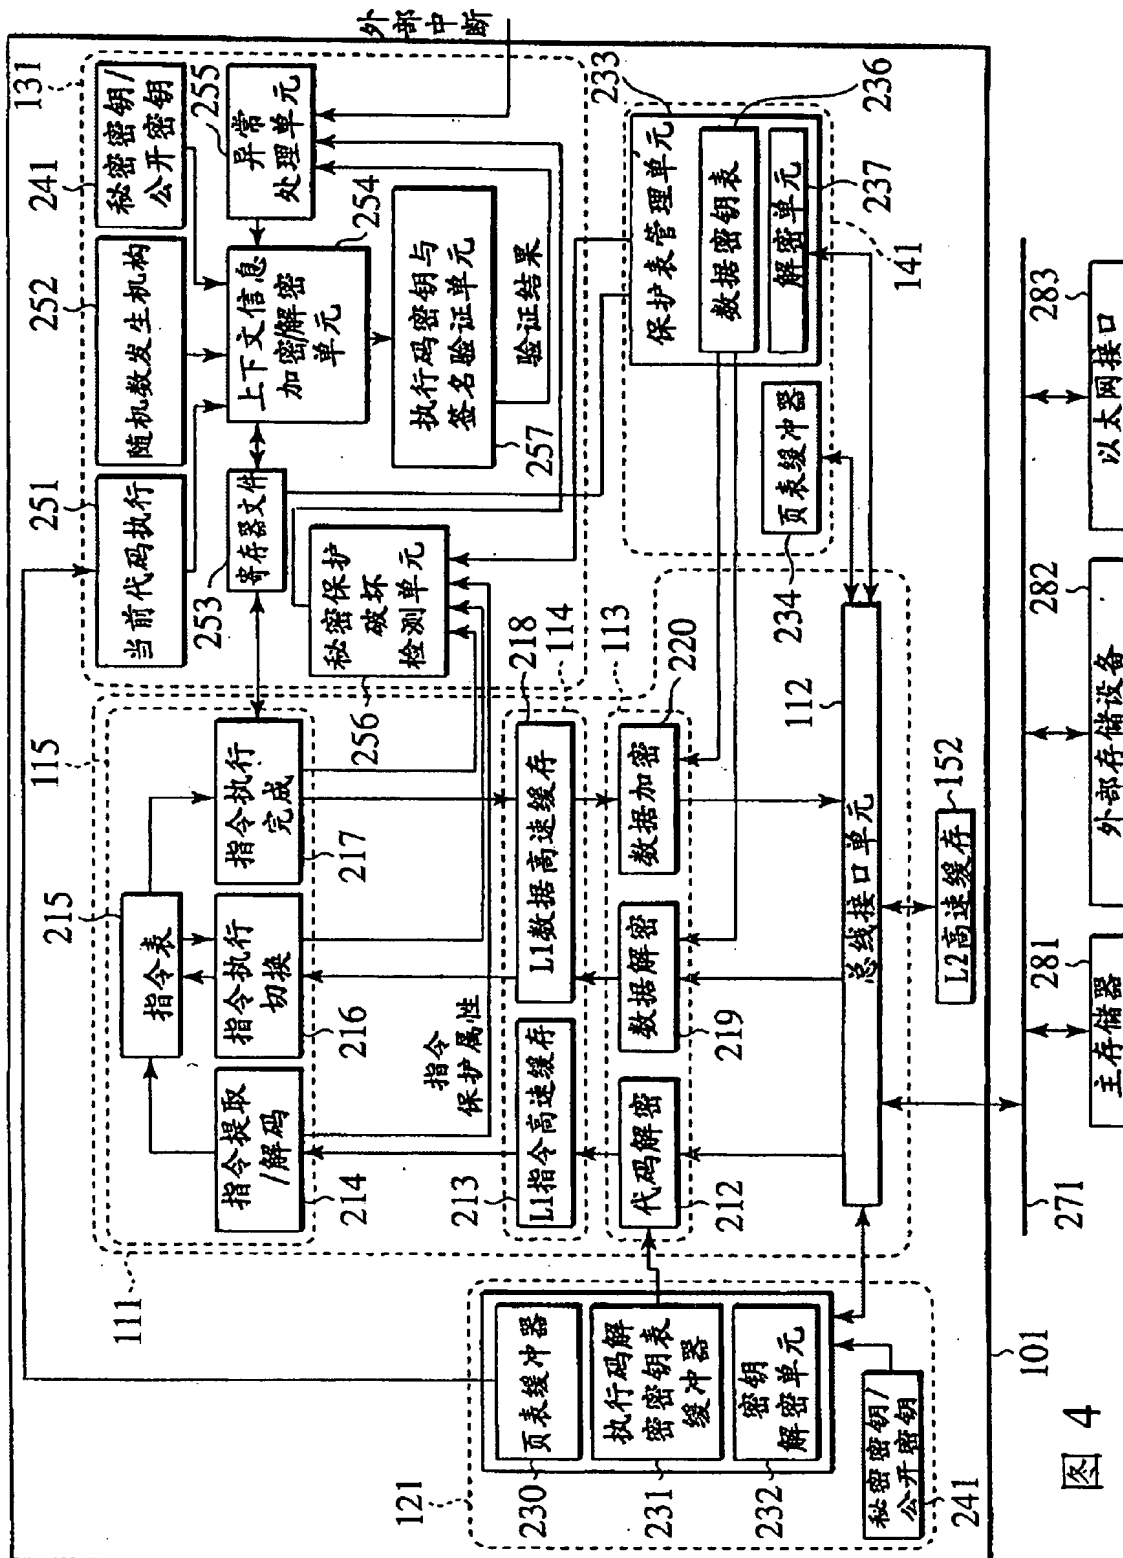 外部中断
131
241
252
251
115
111
秘密密钥/
公开密钥
随机数发生机构
当前代码执行
255
异常
处理单元
254
上下文信息
加密/解密
单元
253
寄存器文件
执行码密钥与
签名验证单元
257
验证结果
秘密保护
破坏
检测单元
256
215
指令表
指令执行
完成
217
指令执行
切换
216
指令提取
/解码
214
指令
保护属性
218
114
113
L1数据高速缓存
213
L1指令高速缓存
220
数据加密
数据解密
219
代码解密
212
112
总线接口单元
L2高速缓存
152
233
236
保护表管理单元
数据密钥表
解密单元
237
141
页表缓冲器
234
121
页表缓冲器
230
执行码解
密密钥表
缓冲器
231
密钥
解密单元
232
秘密密钥/
公开密钥
241
101
271
281
主存储器
282
外部存储设备
283
以太网接口
图 4